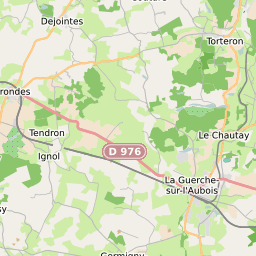 Dejointes
Torteron
rondes
Tendron
Le Chautay
Ignol
D 976
La Guerche-
sur-l'Aubois